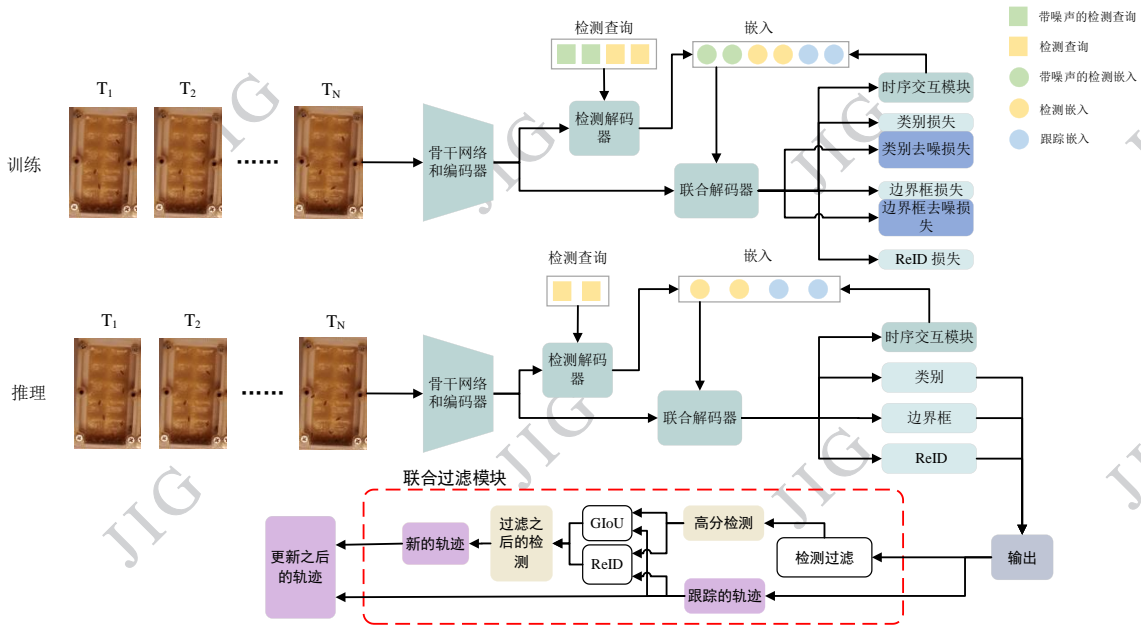 检测查询
嵌入
带噪声的检测查询
检测查询
带噪声的检测嵌入
检测嵌入
跟踪嵌入
T1
T2
TN
训练
······
骨干网络
和编码器
检测解码
器
联合解码器
时序交互模块
类别损失
类别去噪损失
边界框损失
边界框去噪损
失
ReID 损失
检测查询
嵌入
T1
T2
TN
推理
······
骨干网络
和编码器
检测解码
器
联合解码器
时序交互模块
类别
边界框
ReID
联合过滤模块
更新之后
的轨迹
新的轨迹
过滤之
后的检
测
GIoU
ReID
高分检测
检测过滤
跟踪的轨迹
输出
JIG
JIG
JIG
JIG
JIG
JIG